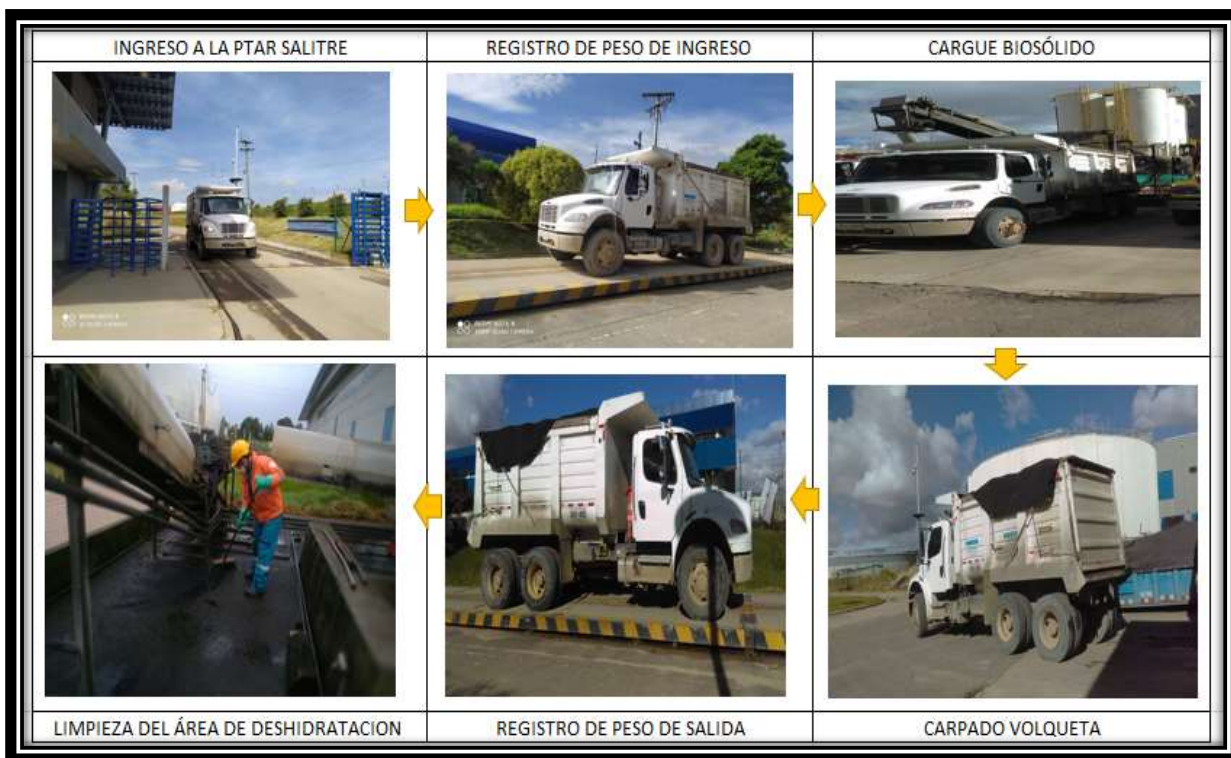 INGRESO A LA PTAR SALITRE
REGISTRO DE PESO DE INGRESO
CARGUE BIOSÓLIDO
LIMPIEZA DEL ÁREA DE DESHIDRATACION
REGISTRO DE PESO DE SALIDA
CARPADO VOLQUETA